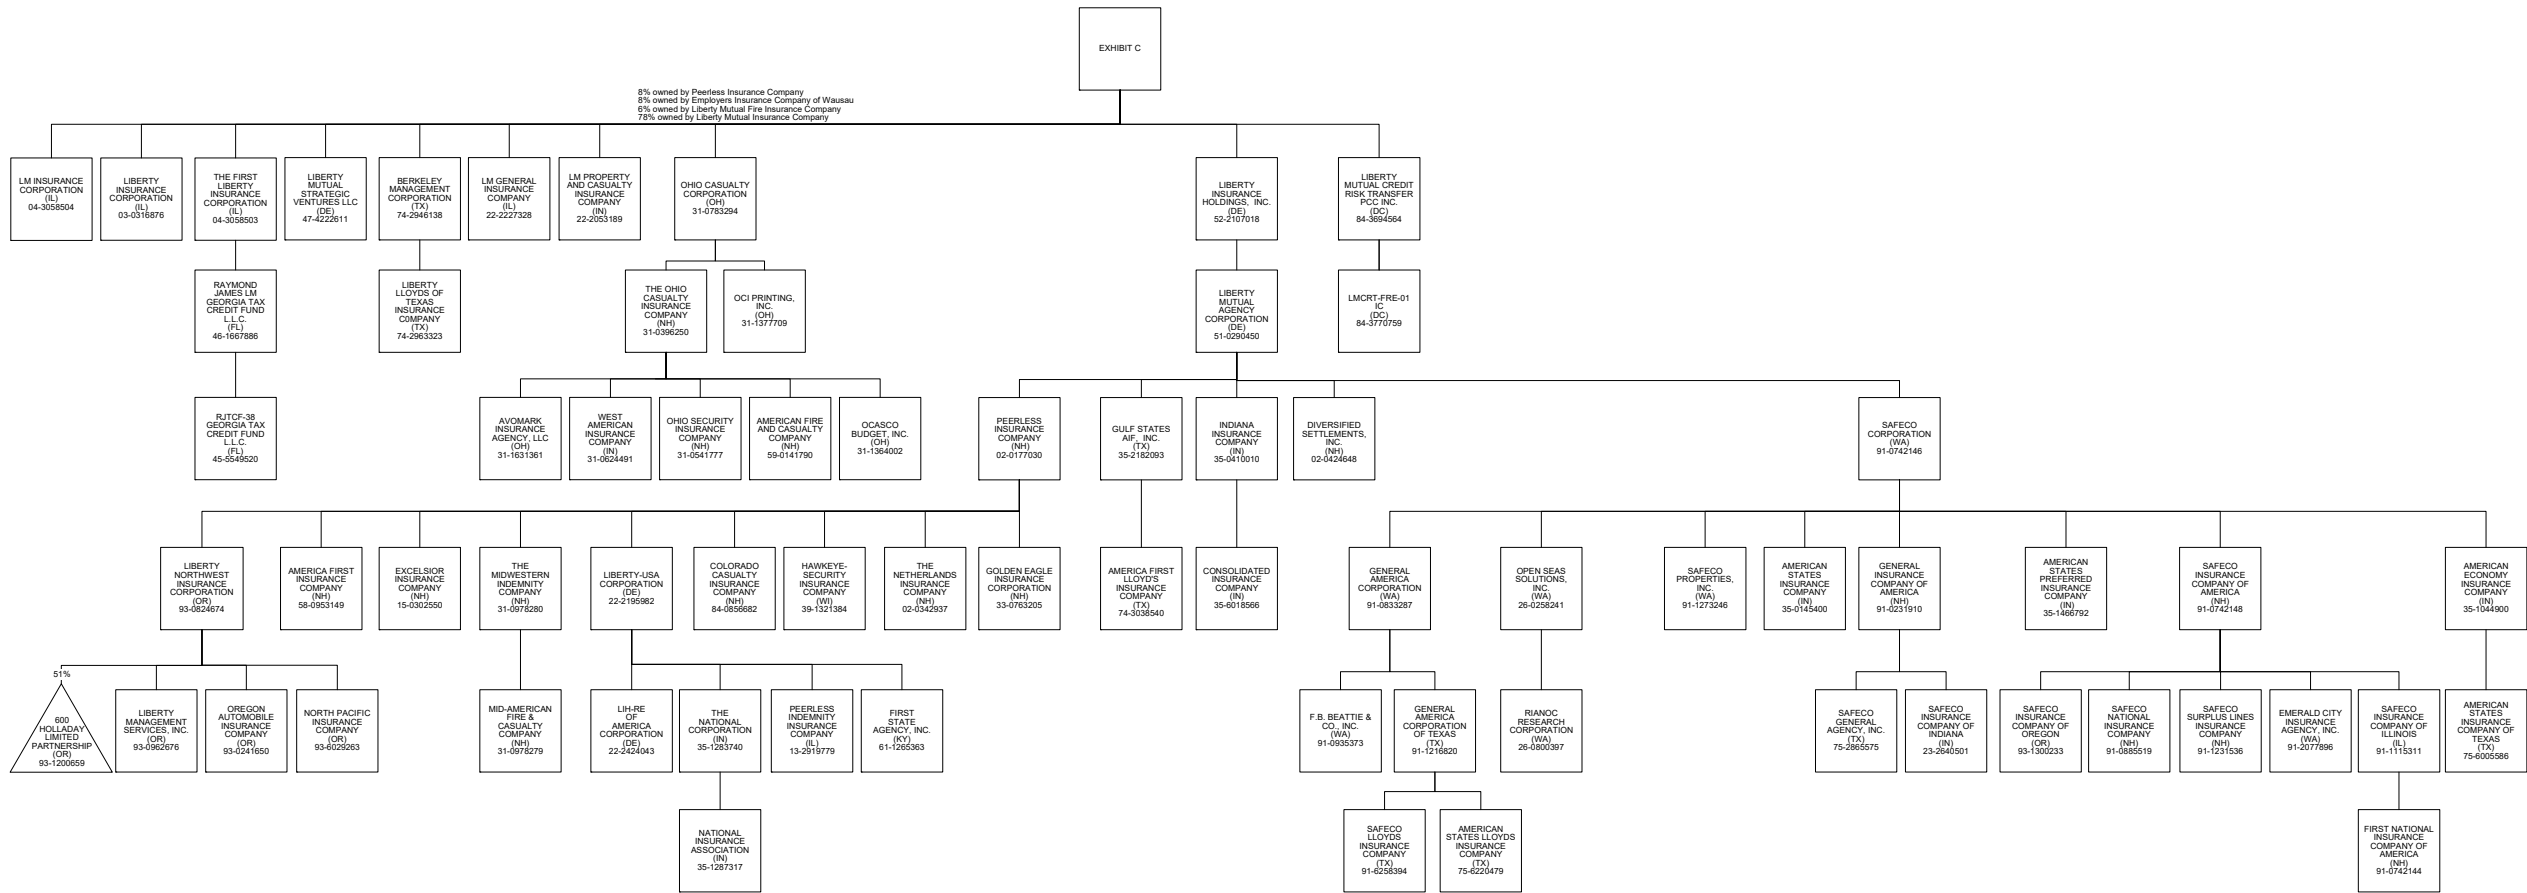 EXHIBIT C
8% owned by Peerless Insurance Company
8% owned by Employers Insurance Company of Wausau
6% owned by Liberty Mutual Fire Insurance Company
78% owned by Liberty Mutual Insurance Company
LM INSURANCE
CORPORATION
(IL)
04-3058504
LIBERTY
INSURANCE
CORPORATION
(IL)
03-0316876
THE FIRST
LIBERTY
INSURANCE
CORPORATION
(IL)
04-3058503
LIBERTY
MUTUAL
STRATEGIC
VENTURES LLC
(DE)
47-4222611
BERKELEY
MANAGEMENT
CORPORATION
(TX)
74-2946138
LM GENERAL
INSURANCE
COMPANY
(IL)
22-2227328
LM PROPERTY
AND CASUALTY
INSURANCE
COMPANY
(IN)
22-2053189
OHIO CASUALTY
CORPORATION
(OH)
31-0783294
LIBERTY
INSURANCE
HOLDINGS, INC.
(DE)
52-2107018
LIBERTY
MUTUAL CREDIT
RISK TRANSFER
PCC INC.
(DC)
84-3694564
RAYMOND
JAMES LM
GEORGIA TAX
CREDIT FUND
L.L.C.
(FL)
46-1667886
LIBERTY
LLOYDS OF
TEXAS
INSURANCE
C0MPANY
(TX)
74-2963323
THE OHIO
CASUALTY
INSURANCE
COMPANY
(NH)
31-0396250
OCI PRINTING,
INC.
(OH)
31-1377709
LIBERTY
MUTUAL
AGENCY
CORPORATION
(DE)
51-0290450
LMCRT-FRE-01
IC
(DC)
84-3770759
RJTCF-38
GEORGIA TAX
CREDIT FUND
L.L.C.
(FL)
45-5549520
AVOMARK
INSURANCE
AGENCY, LLC
(OH)
31-1631361
WEST
AMERICAN
INSURANCE
COMPANY
(IN)
31-0624491
OHIO SECURITY
INSURANCE
COMPANY
(NH)
31-0541777
AMERICAN FIRE
AND CASUALTY
COMPANY
(NH)
59-0141790
OCASCO
BUDGET, INC.
(OH)
31-1364002
PEERLESS
INSURANCE
COMPANY
(NH)
02-0177030
GULF STATES
AIF, INC.
(TX)
35-2182093
INDIANA
INSURANCE
COMPANY
(IN)
35-0410010
DIVERSIFIED
SETTLEMENTS,
INC.
(NH)
02-0424648
SAFECO
CORPORATION
(WA)
91-0742146
LIBERTY
NORTHWEST
INSURANCE
CORPORATION
(OR)
93-0824674
AMERICA FIRST
INSURANCE
COMPANY
(NH)
58-0953149
EXCELSIOR
INSURANCE
COMPANY
(NH)
15-0302550
THE
MIDWESTERN
INDEMNITY
COMPANY
(NH)
31-0978280
LIBERTY-USA
CORPORATION
(DE)
22-2195982
COLORADO
CASUALTY
INSURANCE
COMPANY
(NH)
84-0856682
HAWKEYE-
SECURITY
INSURANCE
COMPANY
(WI)
39-1321384
THE
NETHERLANDS
INSURANCE
COMPANY
(NH)
02-0342937
GOLDEN EAGLE
INSURANCE
CORPORATION
(NH)
33-0763205
AMERICA FIRST
LLOYD'S
INSURANCE
COMPANY
(TX)
74-3038540
CONSOLIDATED
INSURANCE
COMPANY
(IN)
35-6018566
GENERAL
AMERICA
CORPORATION
(WA)
91-0833287
OPEN SEAS
SOLUTIONS,
INC.
(WA)
26-0258241
SAFECO
PROPERTIES,
INC.
(WA)
91-1273246
AMERICAN
STATES
INSURANCE
COMPANY
(IN)
35-0145400
GENERAL
INSURANCE
COMPANY OF
AMERICA
(NH)
91-0231910
AMERICAN
STATES
PREFERRED
INSURANCE
COMPANY
(IN)
35-1466792
SAFECO
INSURANCE
COMPANY OF
AMERICA
(NH)
91-0742148
AMERICAN
ECONOMY
INSURANCE
COMPANY
(IN)
35-1044900
51%
600
HOLLADAY
LIMITED
PARTNERSHIP
(OR)
93-1200659
LIBERTY
MANAGEMENT
SERVICES, INC.
(OR)
93-0962676
OREGON
AUTOMOBILE
INSURANCE
COMPANY
(OR)
93-0241650
NORTH PACIFIC
INSURANCE
COMPANY
(OR)
93-6029263
MID-AMERICAN
FIRE &
CASUALTY
COMPANY
(NH)
31-0978279
LIH-RE
OF
AMERICA
CORPORATION
(DE)
22-2424043
THE
NATIONAL
CORPORATION
(IN)
35-1283740
PEERLESS
INDEMNITY
INSURANCE
COMPANY
(IL)
13-2919779
FIRST
STATE
AGENCY, INC.
(KY)
61-1265363
F.B. BEATTIE &
CO., INC.
(WA)
91-0935373
GENERAL
AMERICA
CORPORATION
OF TEXAS
(TX)
91-1216820
RIANOC
RESEARCH
CORPORATION
(WA)
26-0800397
SAFECO
GENERAL
AGENCY, INC.
(TX)
75-2865575
SAFECO
INSURANCE
COMPANY OF
INDIANA
(IN)
23-2640501
SAFECO
INSURANCE
COMPANY OF
OREGON
(OR)
93-1300233
SAFECO
NATIONAL
INSURANCE
COMPANY
(NH)
91-0885519
SAFECO
SURPLUS LINES
INSURANCE
COMPANY
(NH)
91-1231536
EMERALD CITY
INSURANCE
AGENCY, INC.
(WA)
91-2077896
SAFECO
INSURANCE
COMPANY OF
ILLINOIS
(IL)
91-1115311
AMERICAN
STATES
INSURANCE
COMPANY OF
TEXAS
(TX)
75-6005586
NATIONAL
INSURANCE
ASSOCIATION
(IN)
35-1287317
SAFECO
LLOYDS
INSURANCE
COMPANY
(TX)
91-6258394
AMERICAN
STATES LLOYDS
INSURANCE
COMPANY
(TX)
75-6220479
FIRST NATIONAL
INSURANCE
COMPANY OF
AMERICA
(NH)
91-0742144